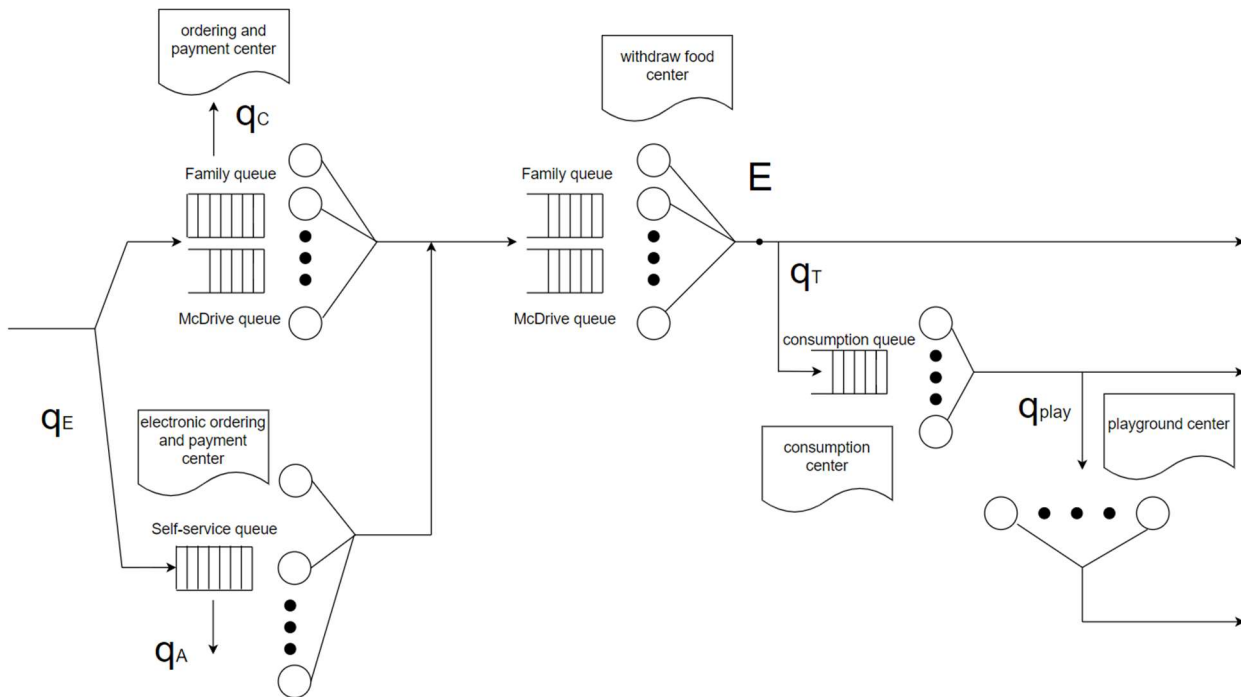 ordering and
payment center
qC
Family queue
McDrive queue
withdraw food
center
Family queue
McDrive queue
E
qT
consumption queue
qE
electronic ordering
and payment
center
Self-service queue
qA
consumption
center
qplay
playground center